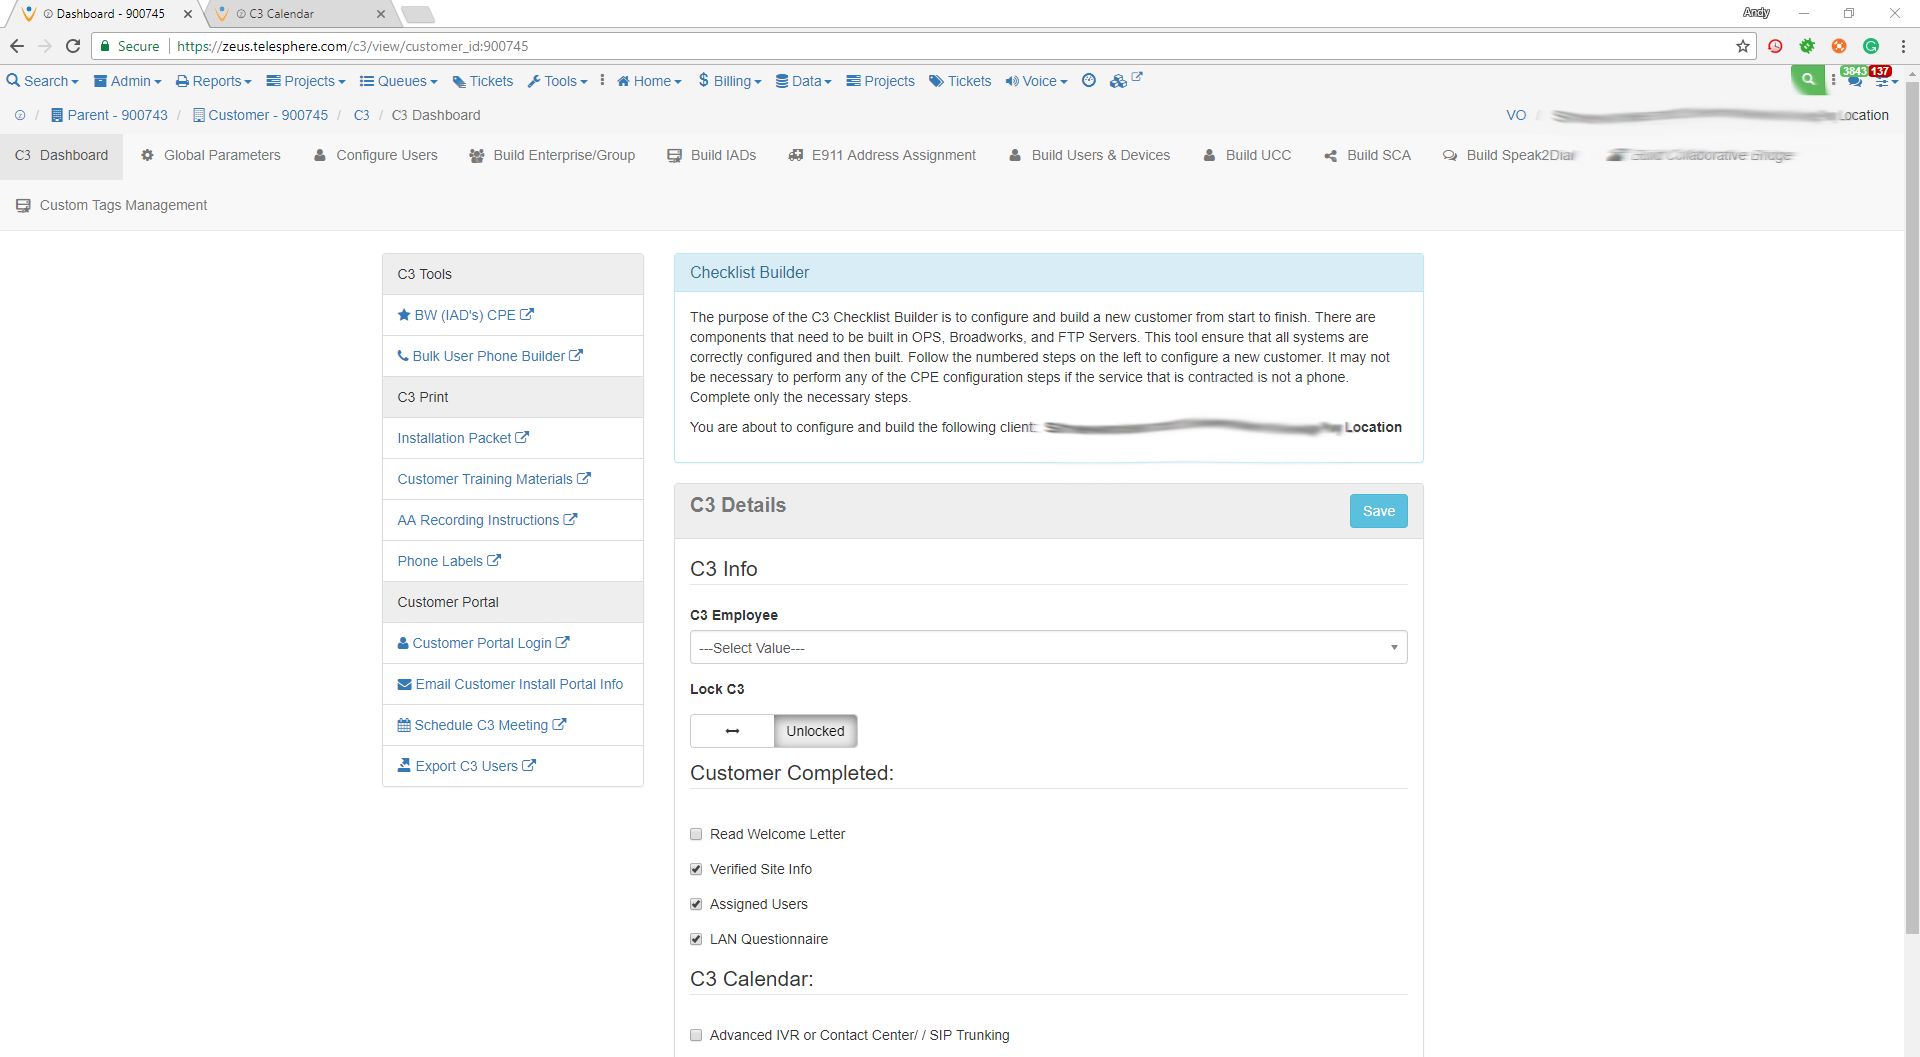 Dashboard - 900745
C3 Calendar
Andy
Secure
https://zeus.telesphere.com/c3/view/customer_id:900745
Search Admin Reports Projects Queues Tickets Tools Home Billing Data Projects Tickets Voice 3843 137
/ Parent - 900743 / Customer - 900745 / C3 / C3 Dashboard
VO / Location
C3 Dashboard Global Parameters Configure Users Build Enterprise/Group Build IADs E911 Address Assignment Build Users & Devices Build UCC Build SCA Build Speak2Dial Build Collaborative Bridge
Custom Tags Management
C3 Tools
BW (IAD's) CPE
Bulk User Phone Builder
C3 Print
Installation Packet
Customer Training Materials
AA Recording Instructions
Phone Labels
Customer Portal
Customer Portal Login
Email Customer Install Portal Info
Schedule C3 Meeting
Export C3 Users
Checklist Builder
The purpose of the C3 Checklist Builder is to configure and build a new customer from start to finish. There are
components that need to be built in OPS, Broadworks, and FTP Servers. This tool ensure that all systems are
correctly configured and then built. Follow the numbered steps on the left to configure a new customer. It may not
be necessary to perform any of the CPE configuration steps if the service that is contracted is not a phone.
Complete only the necessary steps.
You are about to configure and build the following client: Location
C3 Details
Save
C3 Info
C3 Employee
---Select Value---
Lock C3
Unlocked
Customer Completed:
Read Welcome Letter
Verified Site Info
Assigned Users
LAN Questionnaire
C3 Calendar:
Advanced IVR or Contact Center/ / SIP Trunking